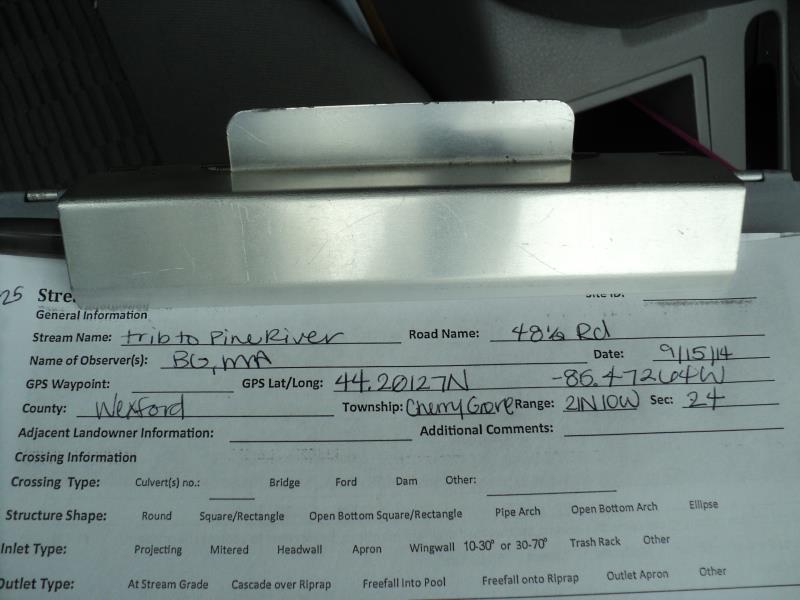 25 Stre
General Information
Stream Name: trib to Pine River Road Name: 48½ Rd
Name of Observer(s): BG, MA Date: 9/15/14
GPS Waypoint: GPS Lat/Long: 44.20127N -86.47264W
County: Wexford Township: Cherry Grove Range: 21N10W Sec: 24
Adjacent Landowner Information: Additional Comments:
Crossing Information
Crossing Type: Culvert(s) no.: Bridge Ford Dam Other:
Structure Shape: Round Square/Rectangle Open Bottom Square/Rectangle Pipe Arch Open Bottom Arch Ellipse
Inlet Type: Projecting Mitered Headwall Apron Wingwall 10-30° or 30-70° Trash Rack Other
Outlet Type: At Stream Grade Cascade over Riprap Freefall into Pool Freefall onto Riprap Outlet Apron Other